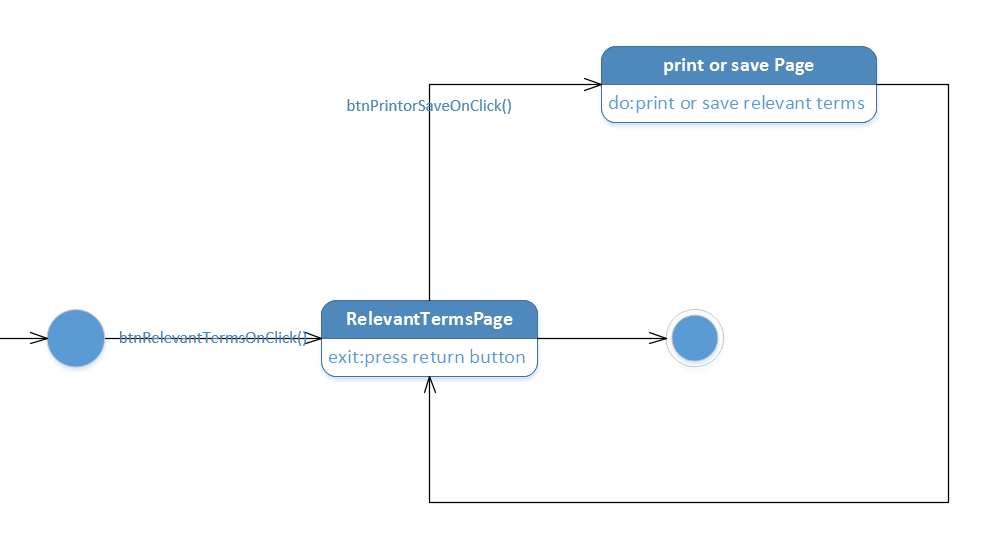 print or save Page
do:print or save relevant terms
btnPrintorSaveOnClick()
RelevantTermsPage
btnRelevantTermsOnClick()
exit:press return button